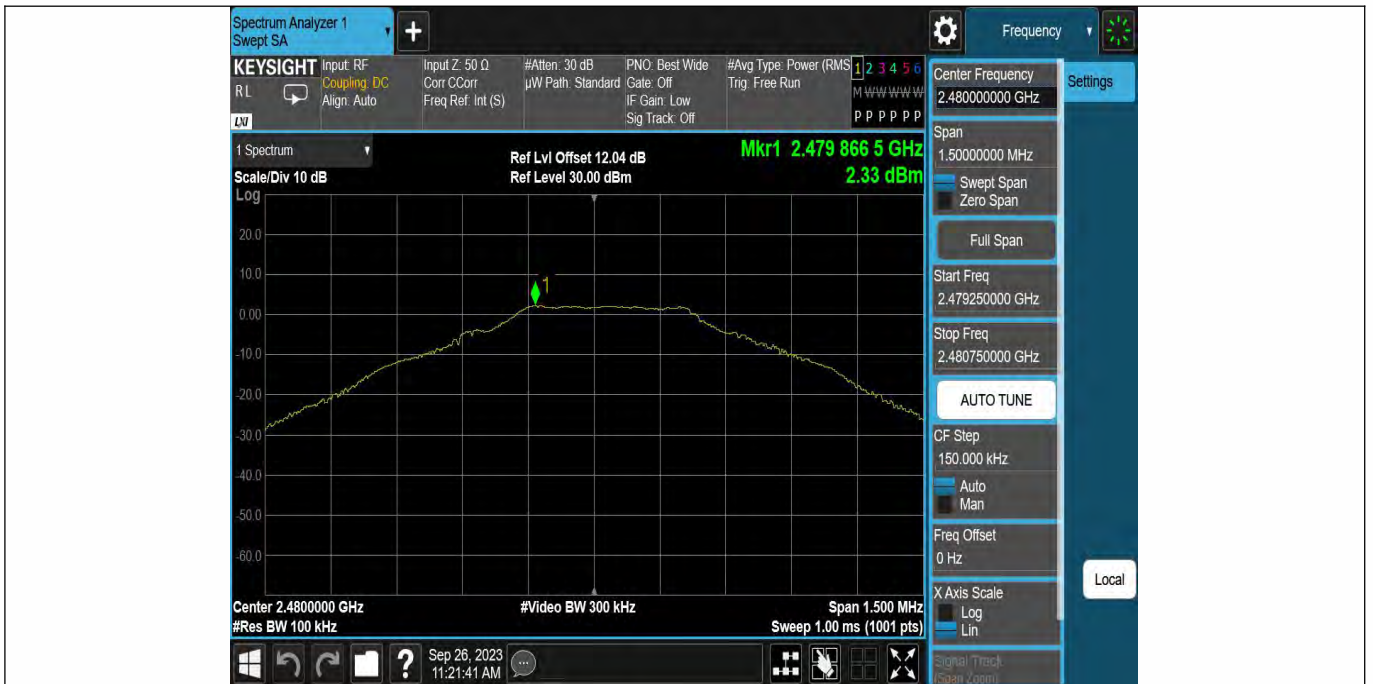 Spectrum Analyzer 1
Swept SA
+
Frequency
KEYSIGHT
RL
LXI
Input: RF
Coupling: DC
Align: Auto
Input Z: 50 Ω
Corr CCorr
Freq Ref: Int (S)
#Atten: 30 dB
µW Path: Standard
PNO: Best Wide
Gate: Off
IF Gain: Low
Sig Track: Off
#Avg Type: Power (RMS
Trig: Free Run
1 2 3 4 5 6
M W W W W W
P P P P P P
1 Spectrum
Scale/Div 10 dB
Ref Lvl Offset 12.04 dB
Ref Level 30.00 dBm
Mkr1 2.479 866 5 GHz
2.33 dBm
Log
20.0
10.0
0.00
-10.0
-20.0
-30.0
-40.0
-50.0
-60.0
1
Center 2.4800000 GHz
#Res BW 100 kHz
#Video BW 300 kHz
Span 1.500 MHz
Sweep 1.00 ms (1001 pts)
Center Frequency
2.480000000 GHz
Span
1.50000000 MHz
Swept Span
Zero Span
Full Span
Start Freq
2.479250000 GHz
Stop Freq
2.480750000 GHz
AUTO TUNE
CF Step
150.000 kHz
Auto
Man
Freq Offset
0 Hz
X Axis Scale
Log
Lin
Signal Track
(Span Zoom)
Settings
Local
?
Sep 26, 2023
11:21:41 AM